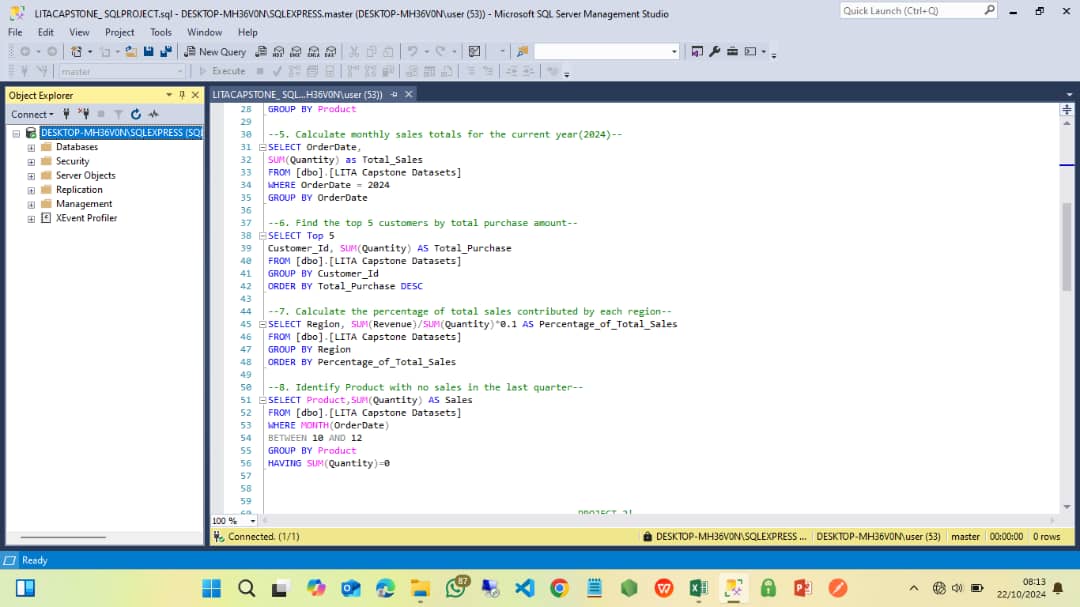 LITACAPSTONE_ SQLPROJECT.sql - DESKTOP-MH36V0N\SQLEXPRESS.master (DESKTOP-MH36V0N\user (53)) - Microsoft SQL Server Management Studio
Quick Launch (Ctrl+Q)
File Edit View Project Tools Window Help
New Query
master
Execute
Object Explorer
LITACAPSTONE_ SQL...H36V0N\user (53))
Connect
DESKTOP-MH36V0N\SQLEXPRESS (SQL
Databases
Security
Server Objects
Replication
Management
XEvent Profiler
28 GROUP BY Product
29
30 --5. Calculate monthly sales totals for the current year(2024)--
31 SELECT OrderDate,
32 SUM(Quantity) as Total_Sales
33 FROM [dbo].[LITA Capstone Datasets]
34 WHERE OrderDate = 2024
35 GROUP BY OrderDate
36
37 --6. Find the top 5 customers by total purchase amount--
38 SELECT Top 5
39 Customer_Id, SUM(Quantity) AS Total_Purchase
40 FROM [dbo].[LITA Capstone Datasets]
41 GROUP BY Customer_Id
42 ORDER BY Total_Purchase DESC
43
44 --7. Calculate the percentage of total sales contributed by each region--
45 SELECT Region, SUM(Revenue)/SUM(Quantity)*0.1 AS Percentage_of_Total_Sales
46 FROM [dbo].[LITA Capstone Datasets]
47 GROUP BY Region
48 ORDER BY Percentage_of_Total_Sales
49
50 --8. Identify Product with no sales in the last quarter--
51 SELECT Product,SUM(Quantity) AS Sales
52 FROM [dbo].[LITA Capstone Datasets]
53 WHERE MONTH(OrderDate)
54 BETWEEN 10 AND 12
55 GROUP BY Product
56 HAVING SUM(Quantity)=0
57
58
59
100 %
Connected. (1/1)
DESKTOP-MH36V0N\SQLEXPRESS ... DESKTOP-MH36V0N\user (53) master 00:00:00 0 rows
Ready
87
08:13
22/10/2024